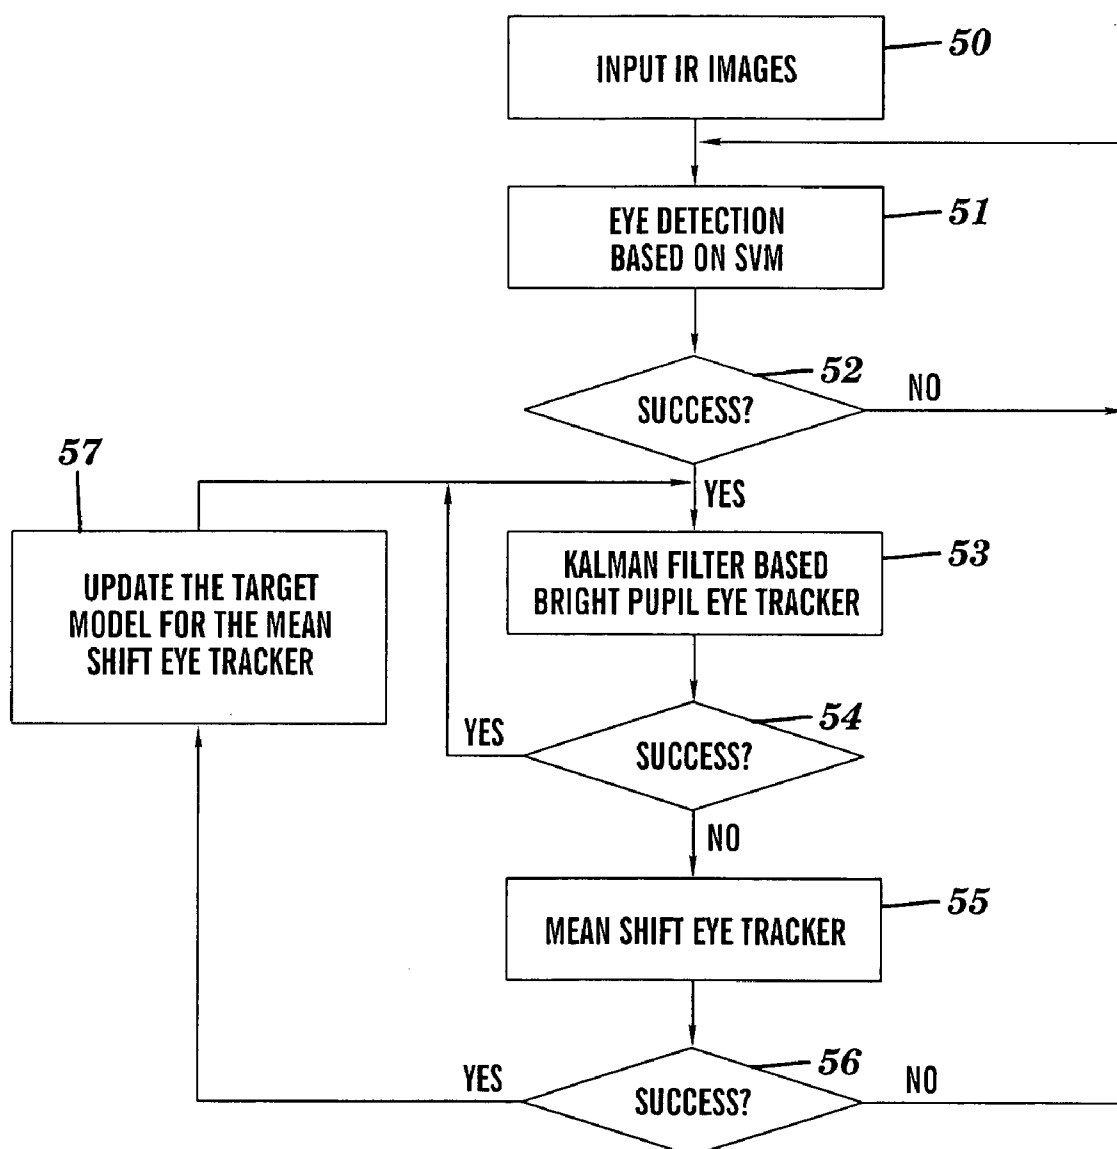 INPUT IR IMAGES
50
EYE DETECTION
BASED ON SVM
51
SUCCESS?
52
NO
YES
57
UPDATE THE TARGET
MODEL FOR THE MEAN
SHIFT EYE TRACKER
KALMAN FILTER BASED
BRIGHT PUPIL EYE TRACKER
53
YES
SUCCESS?
54
NO
MEAN SHIFT EYE TRACKER
55
YES
SUCCESS?
56
NO